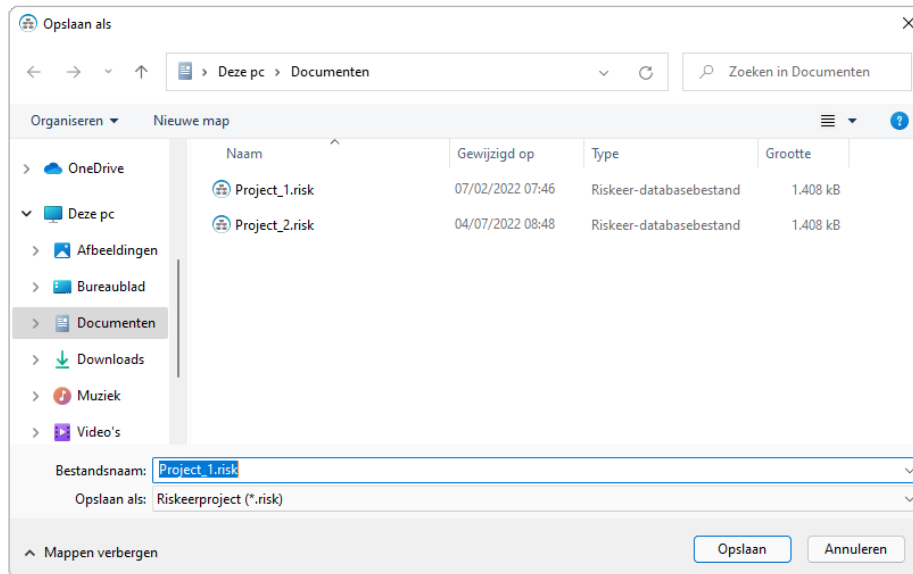 Opslaan als
Deze pc > Documenten
Zoeken in Documenten
Organiseren
Nieuwe map
Naam Gewijzigd op Type Grootte
Project_1.risk 07/02/2022 07:46 Riskeer-databasebestand 1.408 kB
Project_2.risk 04/07/2022 08:48 Riskeer-databasebestand 1.408 kB
OneDrive
Deze pc
Afbeeldingen
Bureaublad
Documenten
Downloads
Muziek
Video's
Bestandsnaam: Project_1.risk
Opslaan als: Riskeerproject (*.risk)
Mappen verbergen
Opslaan
Annuleren